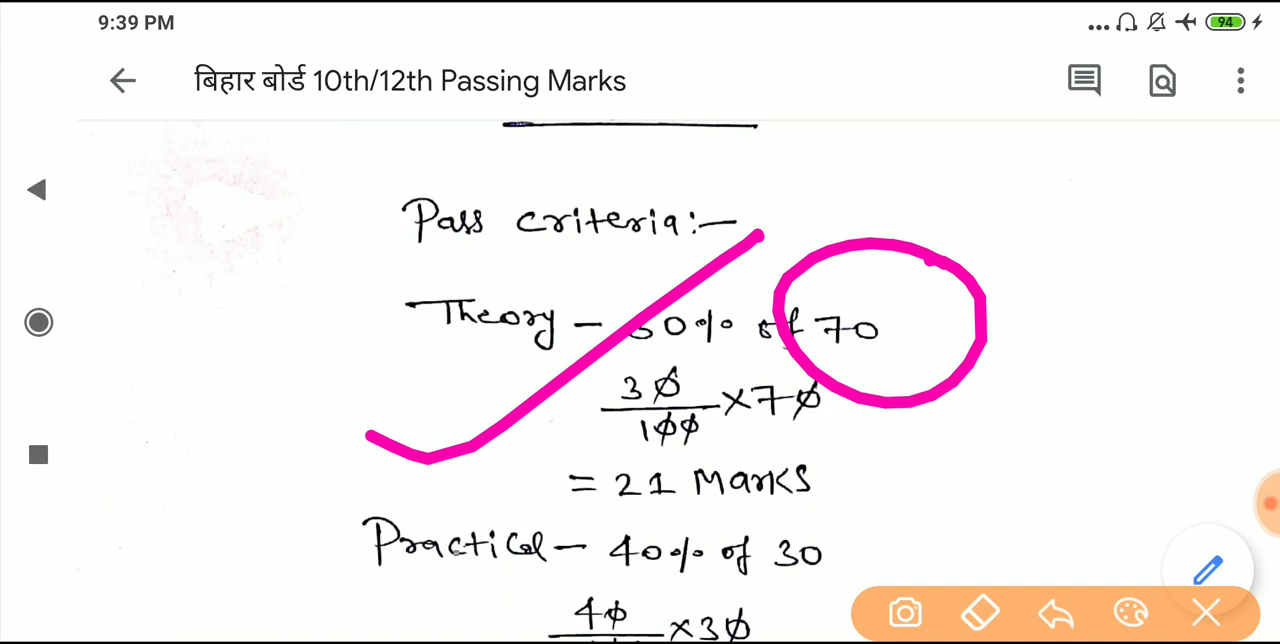 9:39 PM
94
बिहार बोर्ड 10th/12th Passing Marks
Pass criteria:-
Theory - 30% of 70
30/100 ×70
= 21 Marks
Practical - 40% of 30
40 ×30